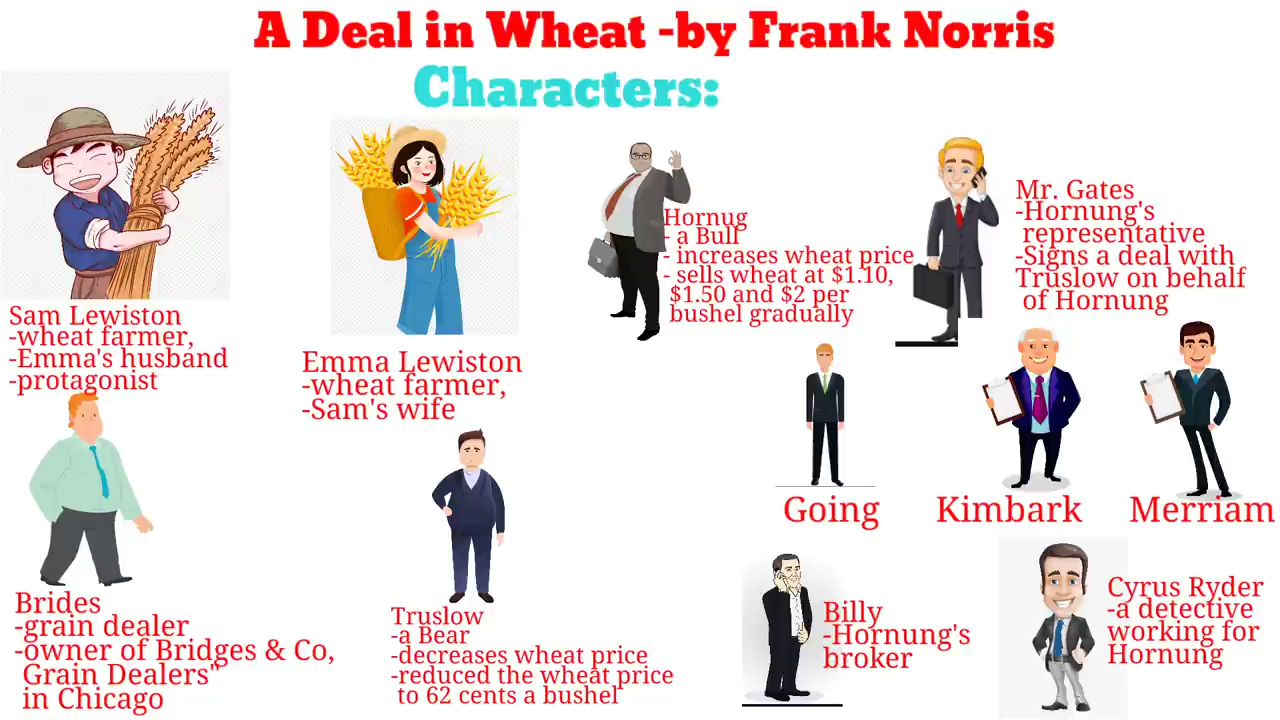 A Deal in Wheat -by Frank Norris
Characters:
Sam Lewiston
-wheat farmer,
-Emma's husband
-protagonist
Emma Lewiston
-wheat farmer,
-Sam's wife
Hornug
- a Bull
- increases wheat price
- sells wheat at $1.10,
$1.50 and $2 per
bushel gradually
Mr. Gates
-Hornung's
representative
-Signs a deal with
Truslow on behalf
of Hornung
Going
Kimbark
Merriam
Brides
-grain dealer
-owner of Bridges & Co,
Grain Dealers"
in Chicago
Truslow
-a Bear
-decreases wheat price
-reduced the wheat price
to 62 cents a bushel
Billy
-Hornung's
broker
Cyrus Ryder
-a detective
working for
Hornung